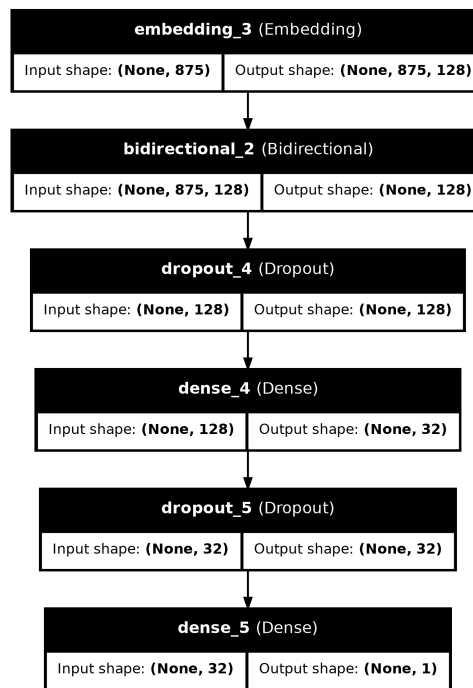 embedding_3 (Embedding)
Input shape: (None, 875) Output shape: (None, 875, 128)
bidirectional_2 (Bidirectional)
Input shape: (None, 875, 128) Output shape: (None, 128)
dropout_4 (Dropout)
Input shape: (None, 128) Output shape: (None, 128)
dense_4 (Dense)
Input shape: (None, 128) Output shape: (None, 32)
dropout_5 (Dropout)
Input shape: (None, 32) Output shape: (None, 32)
dense_5 (Dense)
Input shape: (None, 32) Output shape: (None, 1)